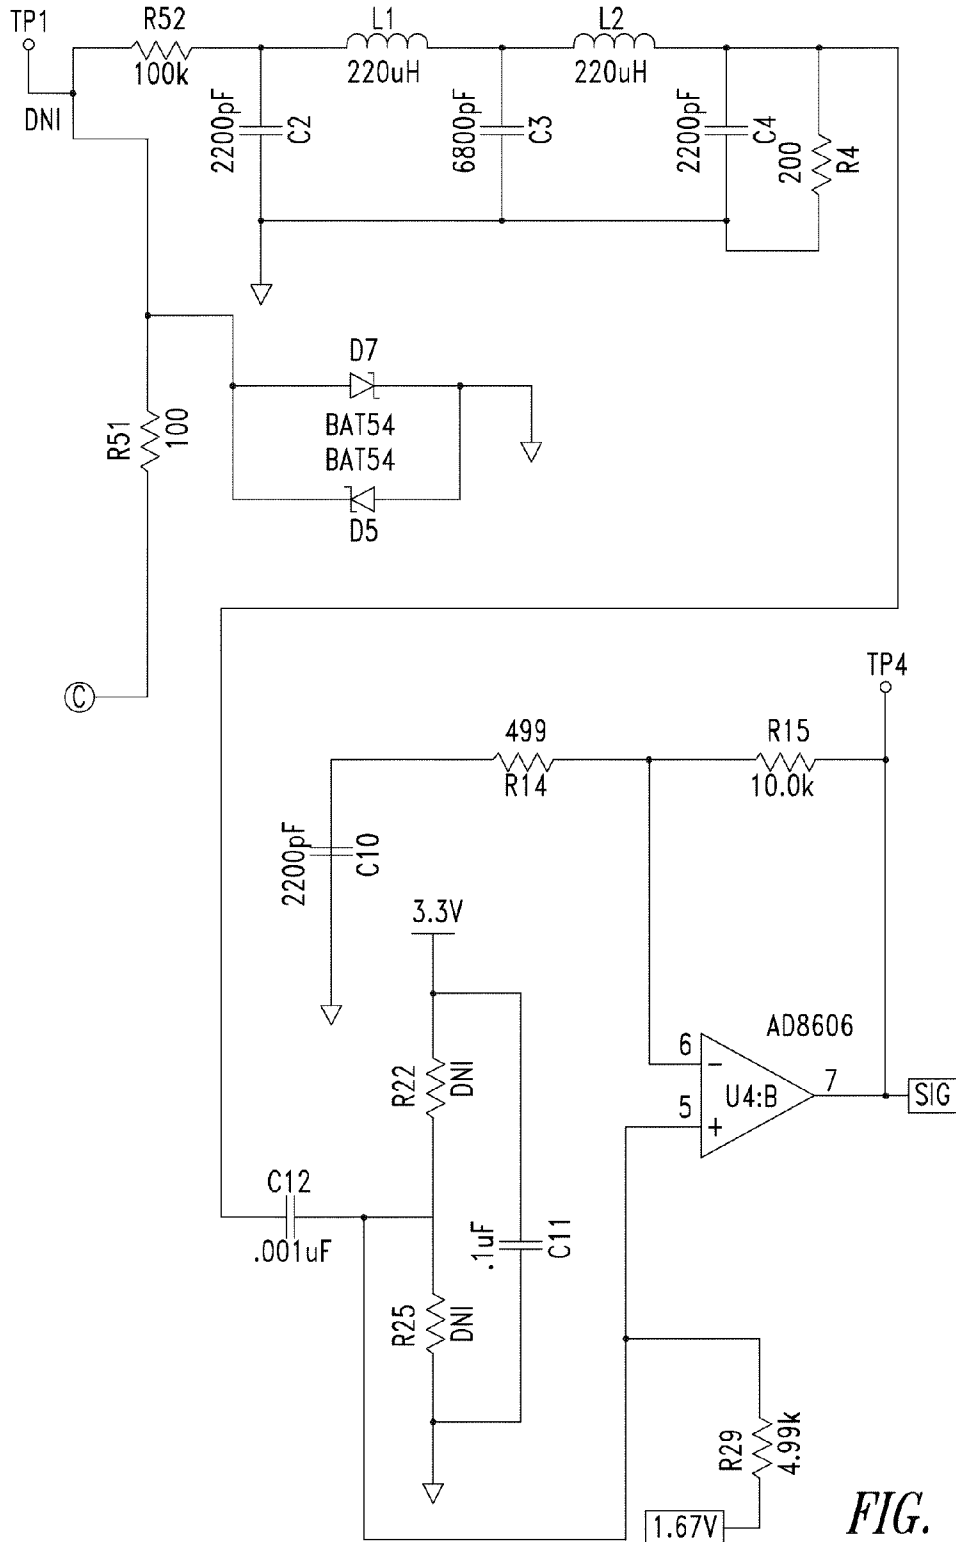 TP1
R52
100k
DNI
L1
220uH
L2
220uH
2200pF
C2
6800pF
C3
2200pF
C4
200
R4
D7
BAT54
BAT54
D5
R51
100
C
TP4
499
R14
R15
10.0k
2200pF
C10
3.3V
AD8606
6
−
5
+
U4:B
7
SIG
R22
DNI
C12
.001uF
.1uF
C11
R25
DNI
R29
4.99k
1.67V
FIG.